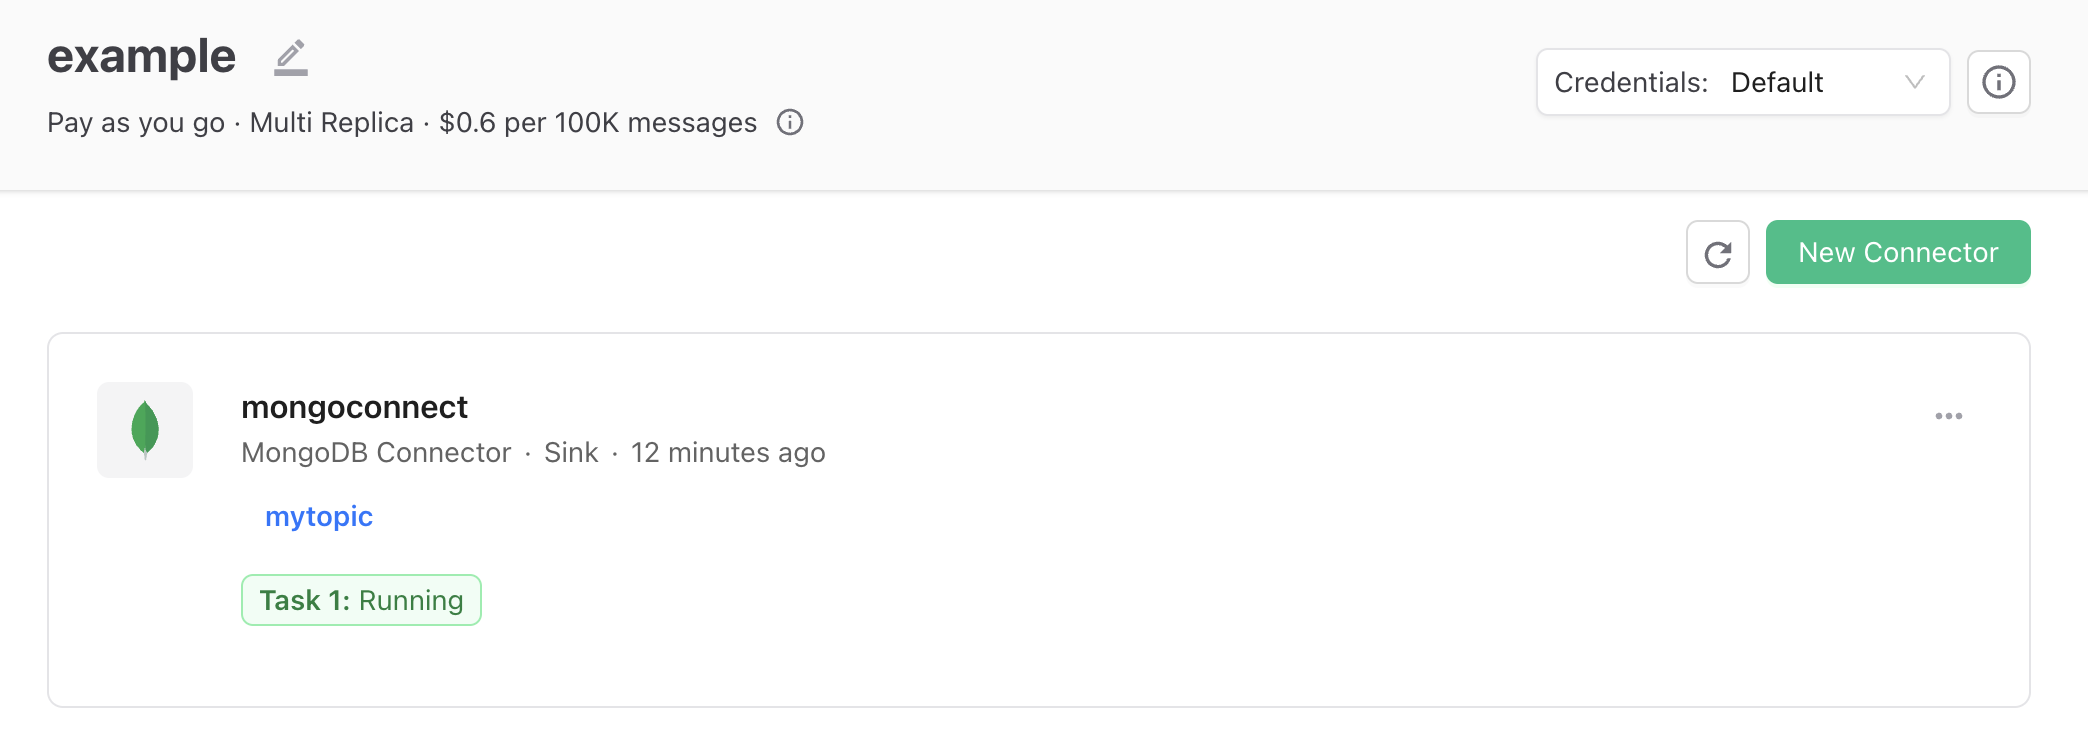 example
Pay as you go · Multi Replica · $0.6 per 100K messages
Credentials: Default
New Connector
mongoconnect
MongoDB Connector · Sink · 12 minutes ago
mytopic
Task 1: Running